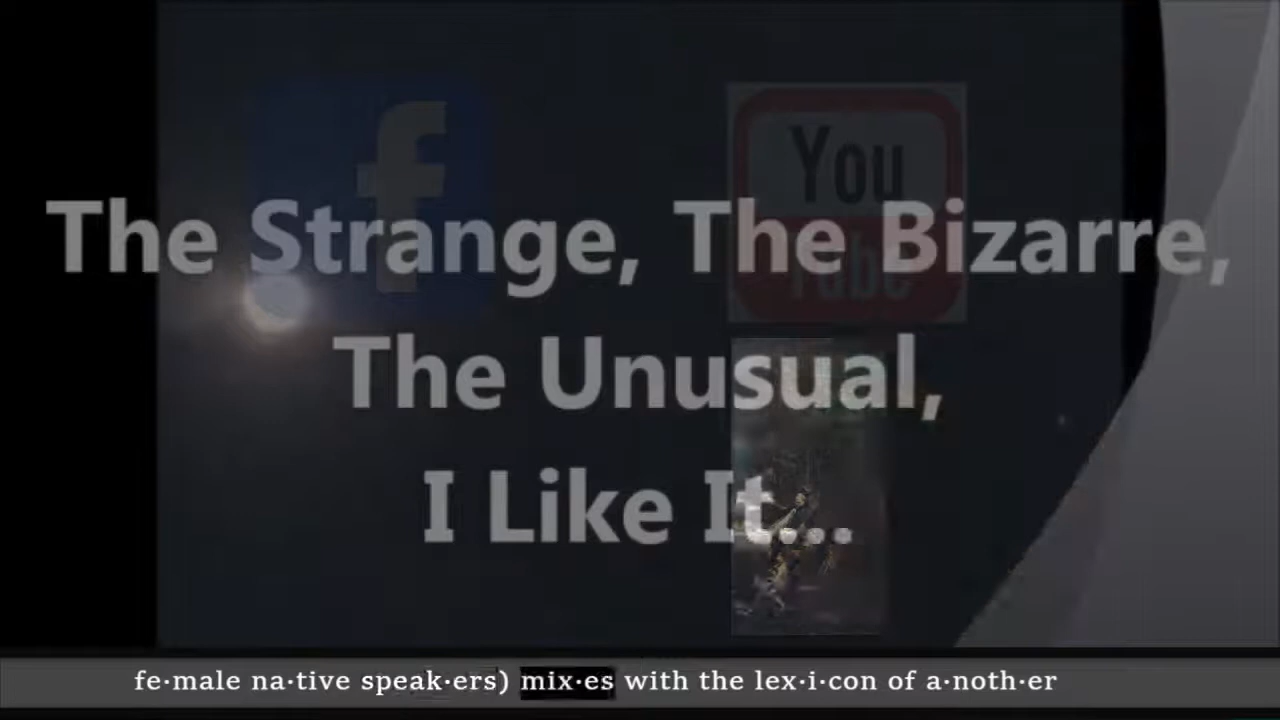 f
You
Tube
The Strange, The Bizarre,
The Unusual,
I Like It...
fe·male na·tive speak·ers) mix·es with the lex·i·con of a·noth·er